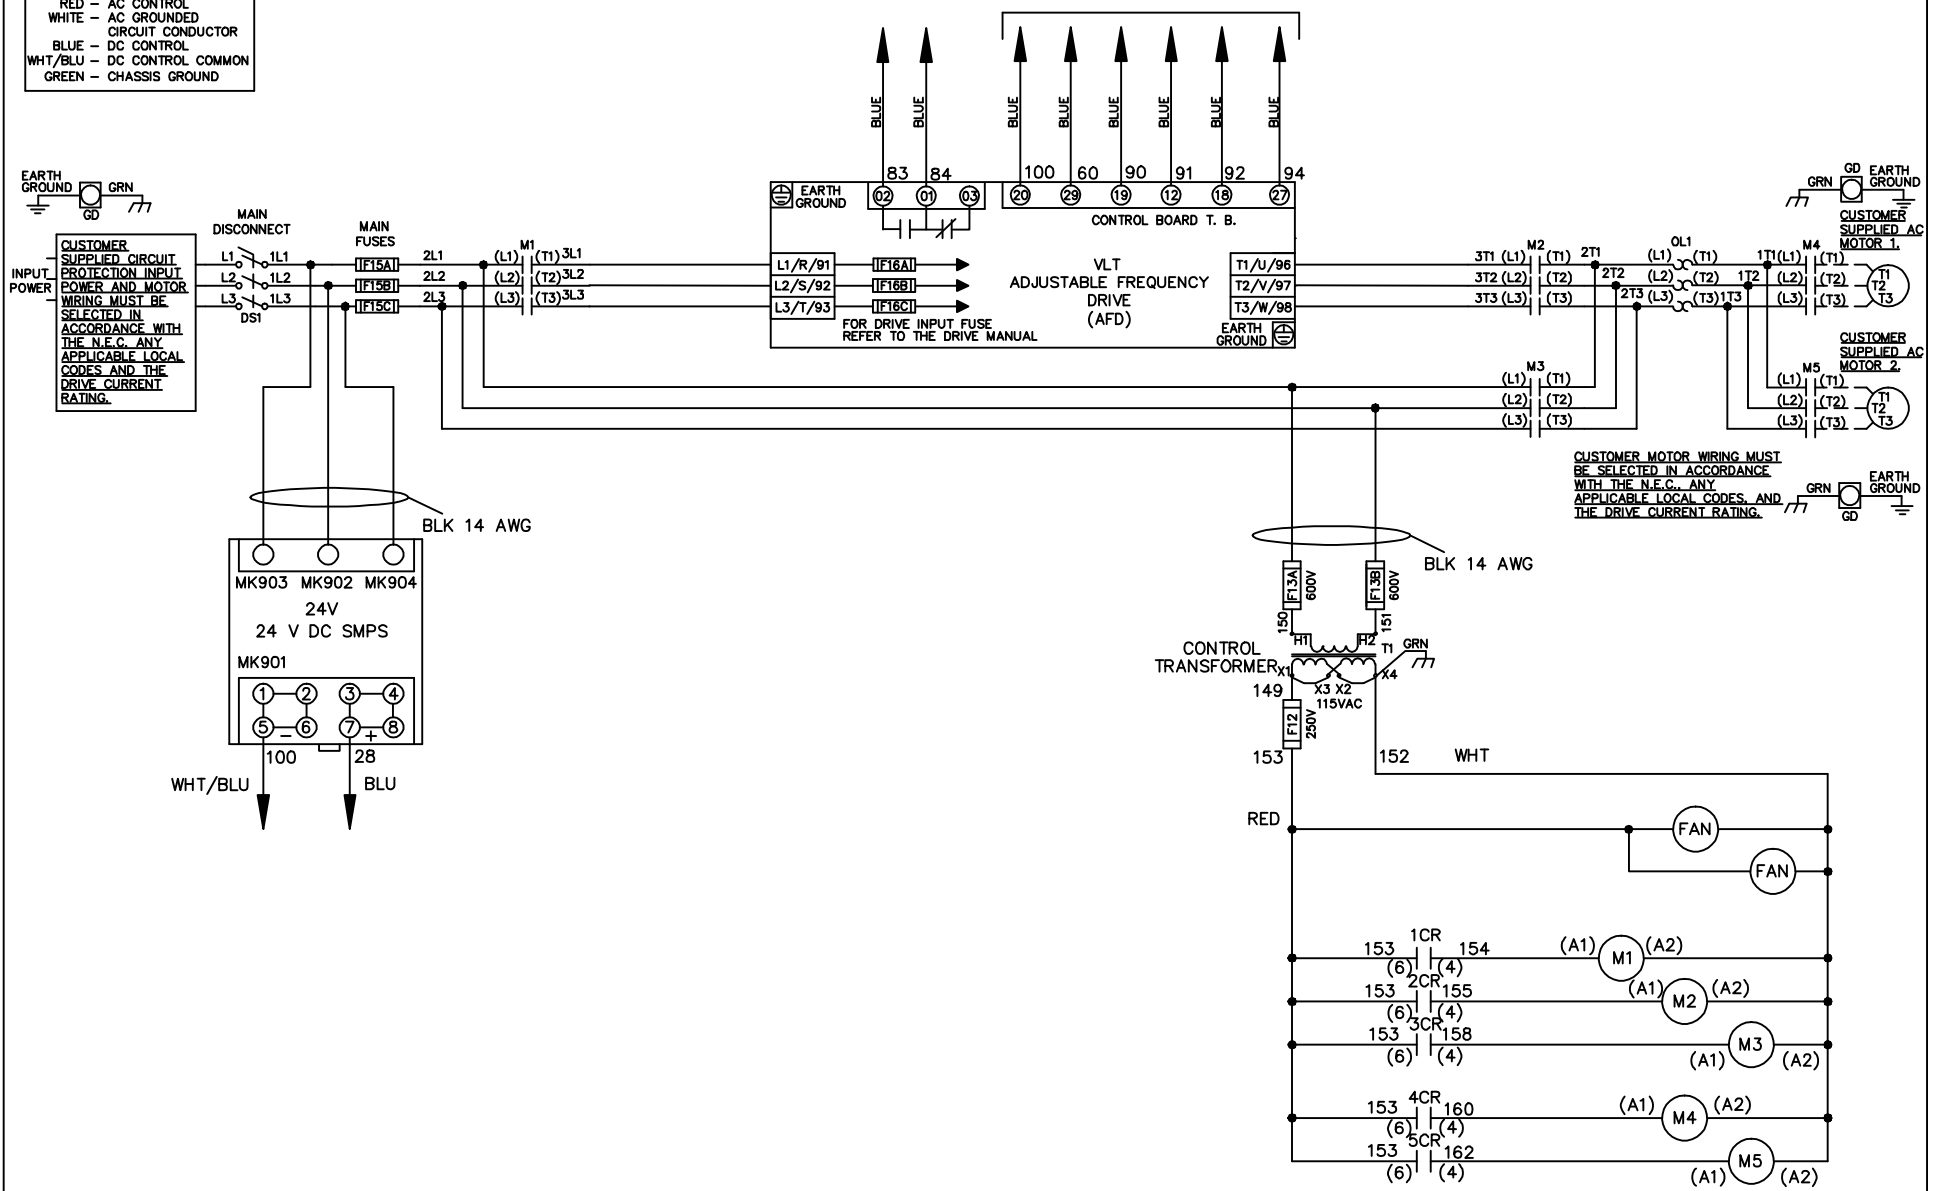 RED – AC CONTROL
WHITE – AC GROUNDED
CIRCUIT CONDUCTOR
BLUE – DC CONTROL
WHT/BLU – DC CONTROL COMMON
GREEN – CHASSIS GROUND
BLUE
BLUE
BLUE
BLUE
BLUE
BLUE
BLUE
BLUE
83
84
100
60
90
91
92
94
EARTH
GROUND
02
01
03
20
29
19
12
18
27
CONTROL BOARD T. B.
L1/R/91
L2/S/92
L3/T/93
F16A
F16B
F16C
VLT
ADJUSTABLE FREQUENCY
DRIVE
(AFD)
FOR DRIVE INPUT FUSE
REFER TO THE DRIVE MANUAL
T1/U/96
T2/V/97
T3/W/98
EARTH
GROUND
EARTH
GROUND
GRN
GD
INPUT
POWER
CUSTOMER
SUPPLIED CIRCUIT
PROTECTION INPUT
POWER AND MOTOR
WIRING MUST BE
SELECTED IN
ACCORDANCE WITH
THE N.E.C. ANY
APPLICABLE LOCAL
CODES AND THE
DRIVE CURRENT
RATING.
MAIN
DISCONNECT
L1 1L1
L2 1L2
L3 1L3
DS1
MAIN
FUSES
F15A
F15B
F15C
2L1
2L2
2L3
M1
(L1) (T1) 3L1
(L2) (T2) 3L2
(L3) (T3) 3L3
M2
3T1 (L1) (T1) 2T1
3T2 (L2) (T2) 2T2
3T3 (L3) (T3) 2T3
OL1
(L1) (T1) 1T1
(L2) (T2) 1T2
(L3) (T3) 1T3
M4
(L1) (T1)
(L2) (T2)
(L3) (T3)
T1
T2
T3
GD
GRN
EARTH
GROUND
CUSTOMER
SUPPLIED AC
MOTOR 1.
M3
(L1) (T1)
(L2) (T2)
(L3) (T3)
CUSTOMER
SUPPLIED AC
MOTOR 2.
M5
(L1) (T1)
(L2) (T2)
(L3) (T3)
T1
T2
T3
CUSTOMER MOTOR WIRING MUST
BE SELECTED IN ACCORDANCE
WITH THE N.E.C., ANY
APPLICABLE LOCAL CODES, AND
THE DRIVE CURRENT RATING.
GRN
GD
EARTH
GROUND
BLK 14 AWG
MK903 MK902 MK904
24V
24 V DC SMPS
MK901
1 2 3 4
5 – 6 7 + 8
100
28
WHT/BLU
BLU
BLK 14 AWG
F13A
600V
F13B
600V
150
151
H1 H2
T1
GRN
CONTROL
TRANSFORMER
X1
X3 X2
X4
115VAC
149
F12
250V
153
152
WHT
RED
FAN
FAN
1CR
153 154
(6) (4)
(A1) M1 (A2)
2CR
153 155
(6) (4)
(A1) M2 (A2)
3CR
153 158
(6) (4)
(A1) M3 (A2)
4CR
153 160
(6) (4)
(A1) M4 (A2)
5CR
153 162
(6) (4)
(A1) M5 (A2)